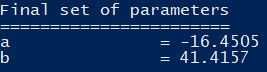 Final set of parameters
=======================
a = -16.4505
b = 41.4157